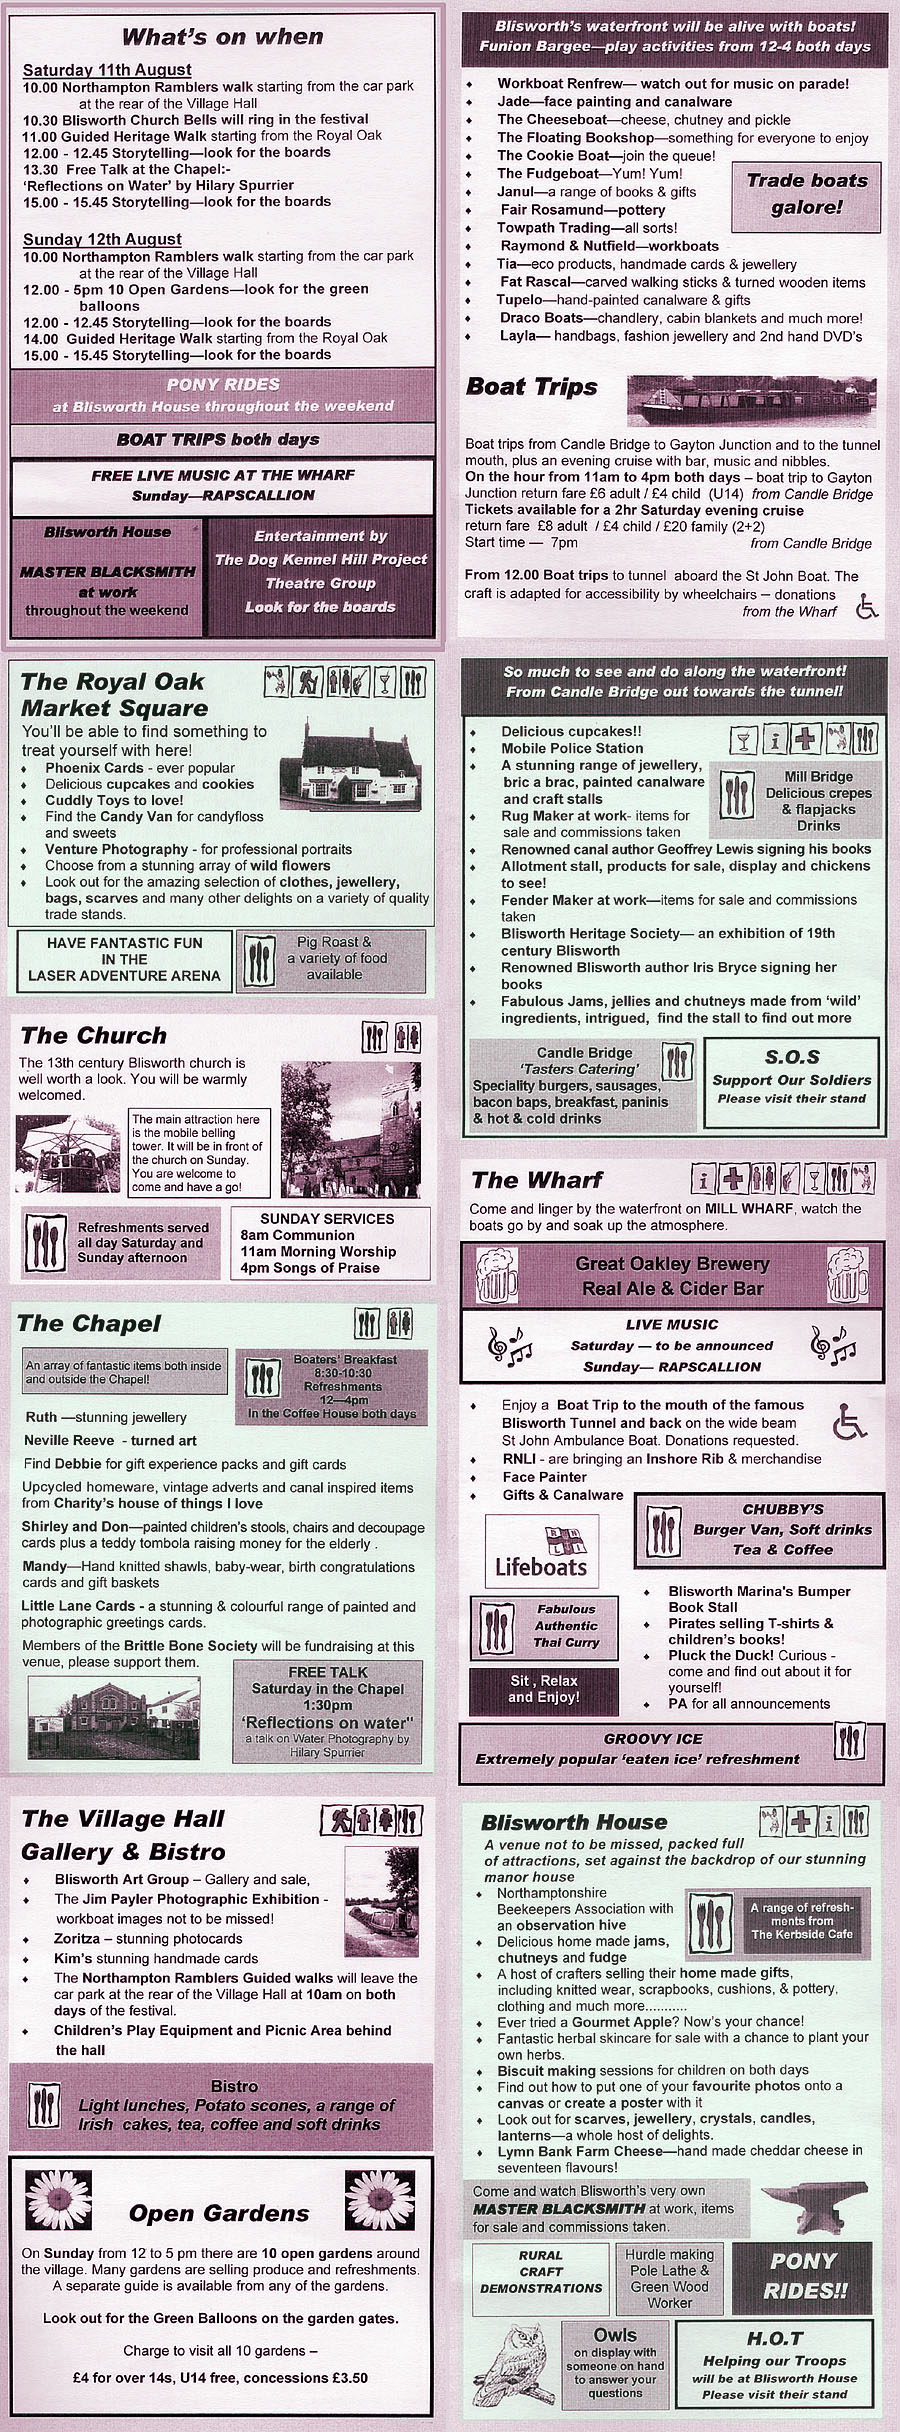 What's on when
Saturday 11th August
10.00 Northampton Ramblers walk starting from the car park
at the rear of the Village Hall
10.30 Blisworth Church Bells will ring in the festival
11.00 Guided Heritage Walk starting from the Royal Oak
12.00 - 12.45 Storytelling—look for the boards
13.30 Free Talk at the Chapel:-
'Reflections on Water' by Hilary Spurrier
15.00 - 15.45 Storytelling—look for the boards
Sunday 12th August
10.00 Northampton Ramblers walk starting from the car park
at the rear of the Village Hall
12.00 - 5pm 10 Open Gardens—look for the green
balloons
12.00 - 12.45 Storytelling—look for the boards
14.00 Guided Heritage Walk starting from the Royal Oak
15.00 - 15.45 Storytelling—look for the boards
PONY RIDES
at Blisworth House throughout the weekend
BOAT TRIPS both days
FREE LIVE MUSIC AT THE WHARF
Sunday—RAPSCALLION
Blisworth House
MASTER BLACKSMITH
at work
throughout the weekend
Entertainment by
The Dog Kennel Hill Project
Theatre Group
Look for the boards
Blisworth's waterfront will be alive with boats!
Funion Bargee—play activities from 12-4 both days
Workboat Renfrew— watch out for music on parade!
Jade—face painting and canalware
The Cheeseboat—cheese, chutney and pickle
The Floating Bookshop—something for everyone to enjoy
The Cookie Boat—join the queue!
The Fudgeboat—Yum! Yum!
Janul—a range of books & gifts
Fair Rosamund—pottery
Towpath Trading—all sorts!
Raymond & Nutfield—workboats
Tia—eco products, handmade cards & jewellery
Fat Rascal—carved walking sticks & turned wooden items
Tupelo—hand-painted canalware & gifts
Draco Boats—chandlery, cabin blankets and much more!
Layla— handbags, fashion jewellery and 2nd hand DVD's
Trade boats
galore!
Boat Trips
Boat trips from Candle Bridge to Gayton Junction and to the tunnel
mouth, plus an evening cruise with bar, music and nibbles.
On the hour from 11am to 4pm both days – boat trip to Gayton
Junction return fare £6 adult / £4 child (U14) from Candle Bridge
Tickets available for a 2hr Saturday evening cruise
return fare £8 adult / £4 child / £20 family (2+2)
Start time — 7pm from Candle Bridge
From 12.00 Boat trips to tunnel aboard the St John Boat. The
craft is adapted for accessibility by wheelchairs – donations
from the Wharf
The Royal Oak
Market Square
You'll be able to find something to
treat yourself with here!
Phoenix Cards - ever popular
Delicious cupcakes and cookies
Cuddly Toys to love!
Find the Candy Van for candyfloss
and sweets
Venture Photography - for professional portraits
Choose from a stunning array of wild flowers
Look out for the amazing selection of clothes, jewellery,
bags, scarves and many other delights on a variety of quality
trade stands.
HAVE FANTASTIC FUN
IN THE
LASER ADVENTURE ARENA
Pig Roast &
a variety of food
available
So much to see and do along the waterfront!
From Candle Bridge out towards the tunnel!
Delicious cupcakes!!
Mobile Police Station
A stunning range of jewellery,
bric a brac, painted canalware
and craft stalls
Rug Maker at work- items for
sale and commissions taken
Renowned canal author Geoffrey Lewis signing his books
Allotment stall, products for sale, display and chickens
to see!
Fender Maker at work—items for sale and commissions
taken
Blisworth Heritage Society— an exhibition of 19th
century Blisworth
Renowned Blisworth author Iris Bryce signing her
books
Fabulous Jams, jellies and chutneys made from 'wild'
ingredients, intrigued, find the stall to find out more
Mill Bridge
Delicious crepes
& flapjacks
Drinks
Candle Bridge
'Tasters Catering'
Speciality burgers, sausages,
bacon baps, breakfast, paninis
& hot & cold drinks
S.O.S
Support Our Soldiers
Please visit their stand
The Church
The 13th century Blisworth church is
well worth a look. You will be warmly
welcomed.
The main attraction here
is the mobile belling
tower. It will be in front of
the church on Sunday.
You are welcome to
come and have a go!
Refreshments served
all day Saturday and
Sunday afternoon
SUNDAY SERVICES
8am Communion
11am Morning Worship
4pm Songs of Praise
The Chapel
An array of fantastic items both inside
and outside the Chapel!
Boaters' Breakfast
8:30-10:30
Refreshments
12—4pm
In the Coffee House both days
Ruth —stunning jewellery
Neville Reeve - turned art
Find Debbie for gift experience packs and gift cards
Upcycled homeware, vintage adverts and canal inspired items
from Charity's house of things I love
Shirley and Don—painted children's stools, chairs and decoupage
cards plus a teddy tombola raising money for the elderly .
Mandy—Hand knitted shawls, baby-wear, birth congratulations
cards and gift baskets
Little Lane Cards - a stunning & colourful range of painted and
photographic greetings cards.
Members of the Brittle Bone Society will be fundraising at this
venue, please support them.
FREE TALK
Saturday in the Chapel
1:30pm
'Reflections on water"
a talk on Water Photography by
Hilary Spurrier
The Wharf
Come and linger by the waterfront on MILL WHARF, watch the
boats go by and soak up the atmosphere.
Great Oakley Brewery
Real Ale & Cider Bar
LIVE MUSIC
Saturday — to be announced
Sunday— RAPSCALLION
Enjoy a Boat Trip to the mouth of the famous
Blisworth Tunnel and back on the wide beam
St John Ambulance Boat. Donations requested.
RNLI - are bringing an Inshore Rib & merchandise
Face Painter
Gifts & Canalware
CHUBBY'S
Burger Van, Soft drinks
Tea & Coffee
RNLI
Lifeboats
Fabulous
Authentic
Thai Curry
Sit , Relax
and Enjoy!
Blisworth Marina's Bumper
Book Stall
Pirates selling T-shirts &
children's books!
Pluck the Duck! Curious -
come and find out about it for
yourself!
PA for all announcements
GROOVY ICE
Extremely popular 'eaten ice' refreshment
The Village Hall
Gallery & Bistro
Blisworth Art Group – Gallery and sale,
The Jim Payler Photographic Exhibition -
workboat images not to be missed!
Zoritza – stunning photocards
Kim's stunning handmade cards
The Northampton Ramblers Guided walks will leave the
car park at the rear of the Village Hall at 10am on both
days of the festival.
Children's Play Equipment and Picnic Area behind
the hall
Bistro
Light lunches, Potato scones, a range of
Irish cakes, tea, coffee and soft drinks
Open Gardens
On Sunday from 12 to 5 pm there are 10 open gardens around
the village. Many gardens are selling produce and refreshments.
A separate guide is available from any of the gardens.
Look out for the Green Balloons on the garden gates.
Charge to visit all 10 gardens –
£4 for over 14s, U14 free, concessions £3.50
Blisworth House
A venue not to be missed, packed full
of attractions, set against the backdrop of our stunning
manor house
Northamptonshire
Beekeepers Association with
an observation hive
Delicious home made jams,
chutneys and fudge
A host of crafters selling their home made gifts,
including knitted wear, scrapbooks, cushions, & pottery,
clothing and much more...........
Ever tried a Gourmet Apple? Now's your chance!
Fantastic herbal skincare for sale with a chance to plant your
own herbs.
Biscuit making sessions for children on both days
Find out how to put one of your favourite photos onto a
canvas or create a poster with it
Look out for scarves, jewellery, crystals, candles,
lanterns—a whole host of delights.
Lymn Bank Farm Cheese—hand made cheddar cheese in
seventeen flavours!
A range of refresh-
ments from
The Kerbside Cafe
Come and watch Blisworth's very own
MASTER BLACKSMITH at work, items
for sale and commissions taken.
RURAL
CRAFT
DEMONSTRATIONS
Hurdle making
Pole Lathe &
Green Wood
Worker
PONY
RIDES!!
Owls
on display with
someone on hand
to answer your
questions
H.O.T
Helping our Troops
will be at Blisworth House
Please visit their stand